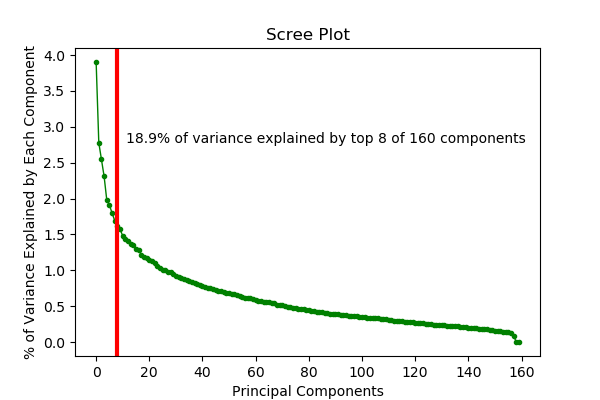 Scree Plot
% of Variance Explained by Each Component
4.0
3.5
3.0
2.5
2.0
1.5
1.0
0.5
0.0
18.9% of variance explained by top 8 of 160 components
0 20 40 60 80 100 120 140 160
Principal Components